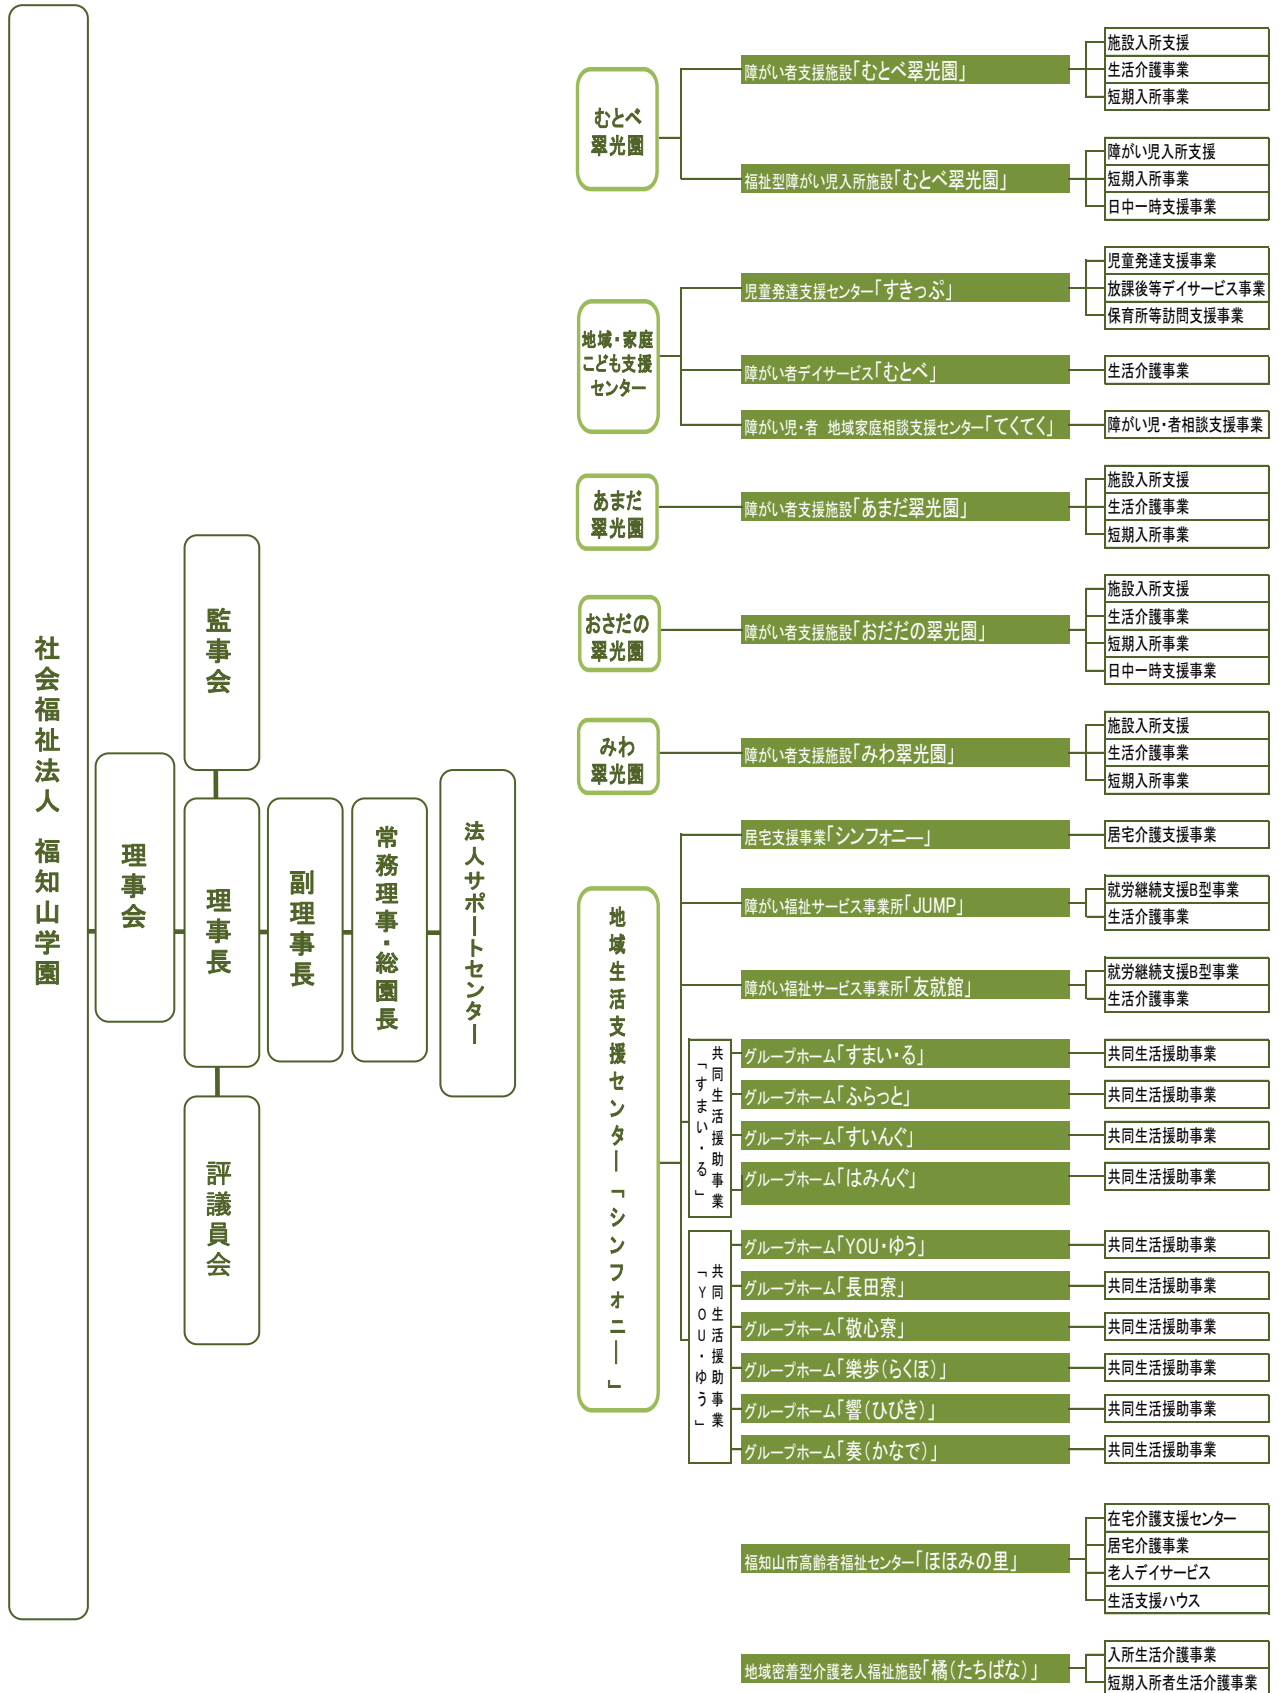 社会福祉法人 福知山学園
理事会
監事会
理事長
評議員会
副理事長
常務理事・総園長
法人サポートセンター
むとべ
翠光園
障がい者支援施設「むとべ翠光園」
施設入所支援
生活介護事業
短期入所事業
福祉型障がい児入所施設「むとべ翠光園」
障がい児入所支援
短期入所事業
日中一時支援事業
地域・家庭
こども支援
センター
児童発達支援センター「すきっぷ」
児童発達支援事業
放課後等デイサービス事業
保育所等訪問支援事業
障がい者デイサービス「むとべ」
生活介護事業
障がい児・者 地域家庭相談支援センター「てくてく」
障がい児・者相談支援事業
あまだ
翠光園
障がい者支援施設「あまだ翠光園」
施設入所支援
生活介護事業
短期入所事業
おさだの
翠光園
障がい者支援施設「おだだの翠光園」
施設入所支援
生活介護事業
短期入所事業
日中一時支援事業
みわ
翠光園
障がい者支援施設「みわ翠光園」
施設入所支援
生活介護事業
短期入所事業
地域生活支援センター「シンフォニー」
居宅支援事業「シンフォニー」
居宅介護支援事業
障がい福祉サービス事業所「JUMP」
就労継続支援B型事業
生活介護事業
障がい福祉サービス事業所「友就館」
就労継続支援B型事業
生活介護事業
共同生活援助事業
「すまい・る」
グループホーム「すまい・る」
共同生活援助事業
グループホーム「ふらっと」
共同生活援助事業
グループホーム「すいんぐ」
共同生活援助事業
グループホーム「はみんぐ」
共同生活援助事業
共同生活援助事業
「YOU・ゆう」
グループホーム「YOU・ゆう」
共同生活援助事業
グループホーム「長田寮」
共同生活援助事業
グループホーム「敬心寮」
共同生活援助事業
グループホーム「樂歩(らくほ)」
共同生活援助事業
グループホーム「響(ひびき)」
共同生活援助事業
グループホーム「奏(かなで)」
共同生活援助事業
福知山市高齢者福祉センター「ほほみの里」
在宅介護支援センター
居宅介護事業
老人デイサービス
生活支援ハウス
地域密着型介護老人福祉施設「橘(たちばな)」
入所生活介護事業
短期入所者生活介護事業